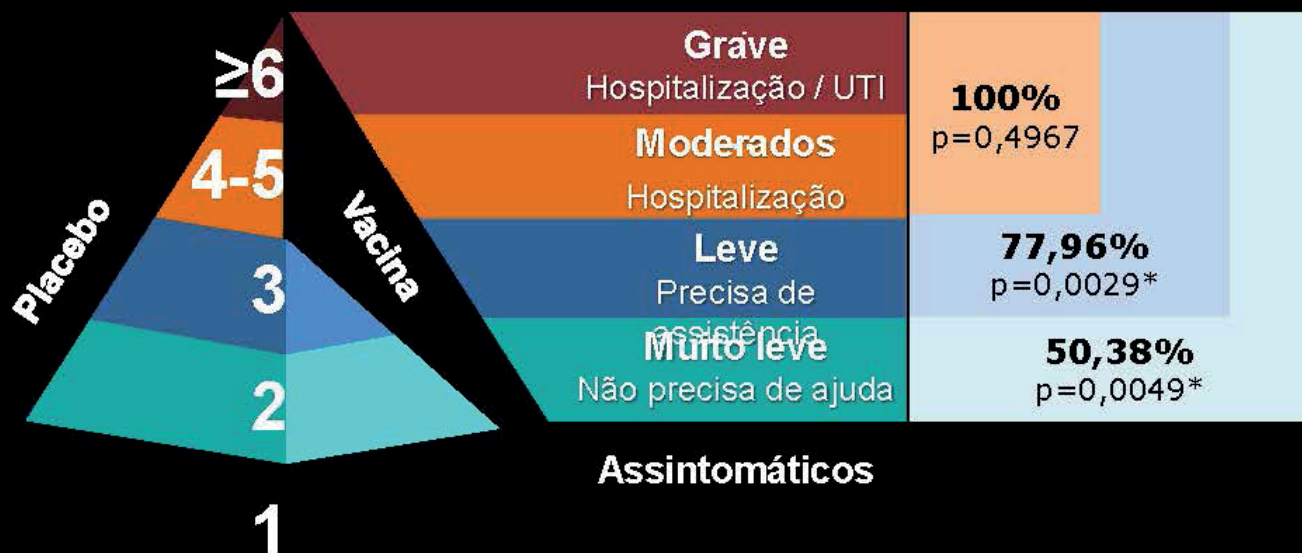 ≥6
4-5
3
2
1
Placebo
Vacina
Grave
Hospitalização / UTI
Moderados
Hospitalização
Leve
Precisa de
assistência
Muito leve
Não precisa de ajuda
Assintomáticos
100%
p=0,4967
77,96%
p=0,0029*
50,38%
p=0,0049*